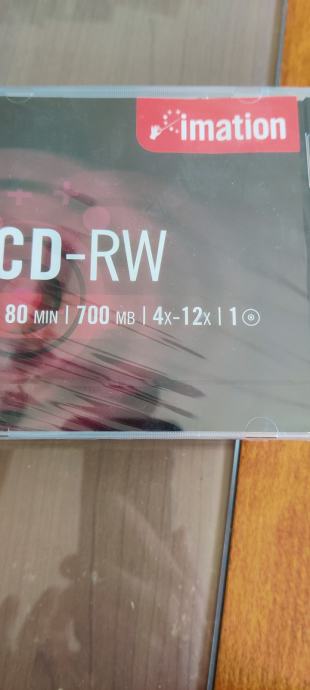 imation
CD-RW
80 MIN | 700 MB | 4X-12X | 1